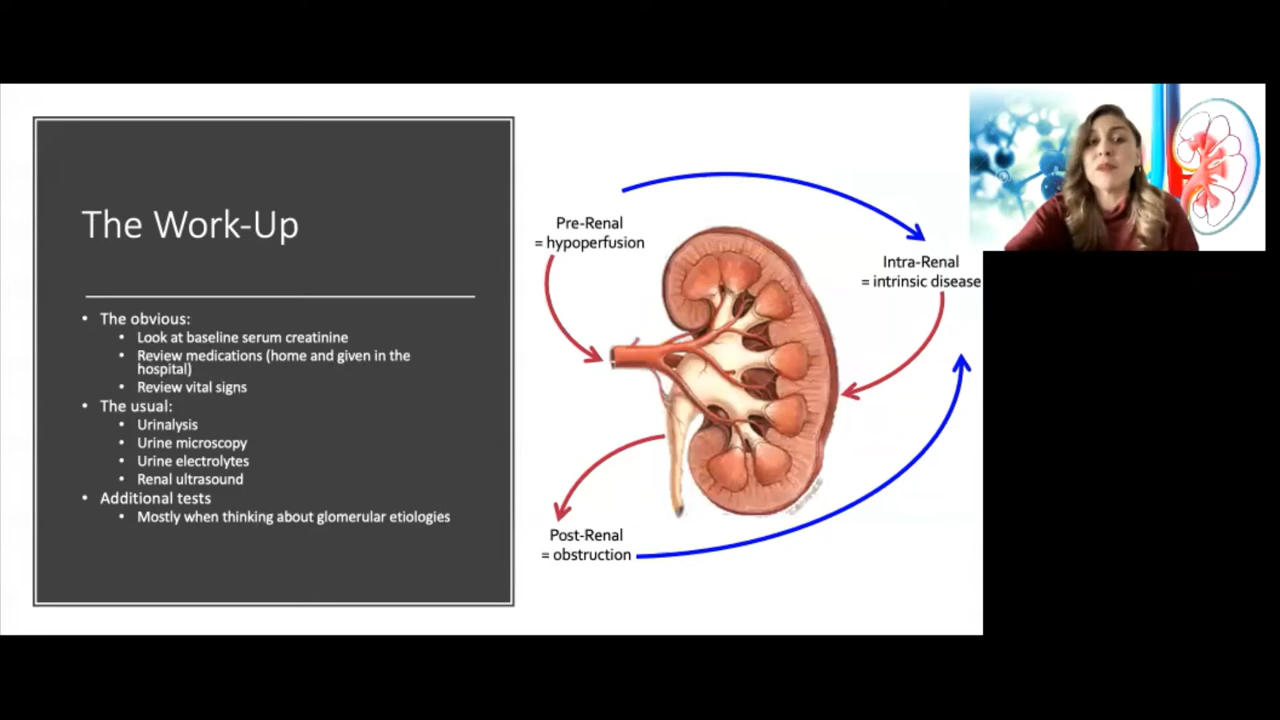 The Work-Up
• The obvious:
• Look at baseline serum creatinine
• Review medications (home and given in the
hospital)
• Review vital signs
• The usual:
• Urinalysis
• Urine microscopy
• Urine electrolytes
• Renal ultrasound
• Additional tests
• Mostly when thinking about glomerular etiologies
Pre-Renal
= hypoperfusion
Intra-Renal
= intrinsic disease
Post-Renal
= obstruction